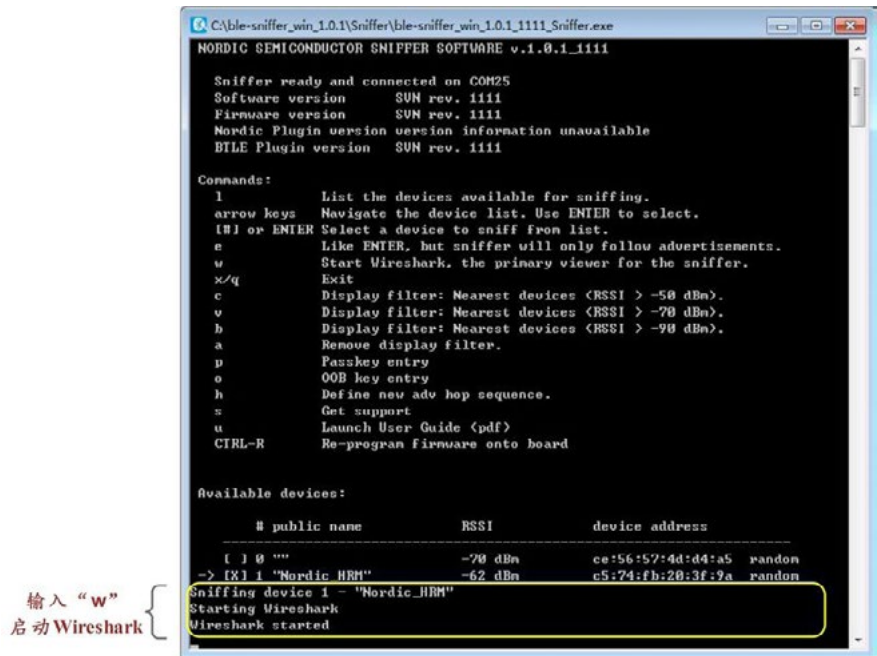 C:\ble-sniffer_win_1.0.1\Sniffer\ble-sniffer_win_1.0.1_1111_Sniffer.exe
NORDIC SEMICONDUCTOR SNIFFER SOFTWARE v.1.0.1_1111
Sniffer ready and connected on COM25
Software version SVN rev. 1111
Firmware version SVN rev. 1111
Nordic Plugin version version information unavailable
BTLE Plugin version SVN rev. 1111
Commands:
l List the devices available for sniffing.
arrow keys Navigate the device list. Use ENTER to select.
[#] or ENTER Select a device to sniff from list.
e Like ENTER, but sniffer will only follow advertisements.
w Start Wireshark, the primary viewer for the sniffer.
x/q Exit
c Display filter: Nearest devices (RSSI > -50 dBm).
v Display filter: Nearest devices (RSSI > -70 dBm).
b Display filter: Nearest devices (RSSI > -90 dBm).
a Remove display filter.
p Passkey entry
o OOB key entry
h Define new adv hop sequence.
s Get support
u Launch User Guide (pdf)
CTRL-R Re-program firmware onto board
Available devices:
# public name RSSI device address
[ ] 0 "" -70 dBm ce:56:57:4d:d4:a5 random
-> [X] 1 "Nordic_HRM" -62 dBm c5:74:fb:20:3f:9a random
Sniffing device 1 - "Nordic_HRM"
Starting Wireshark
Wireshark started
输入“w”
启动Wireshark